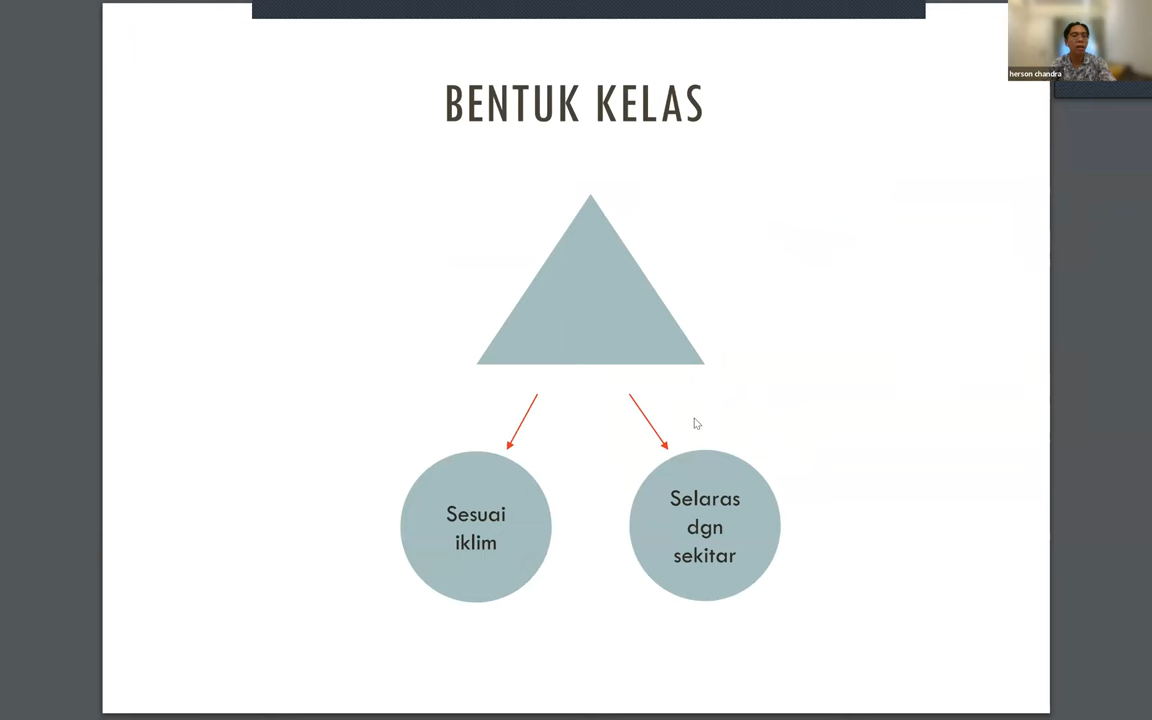 BENTUK KELAS
Sesuai
iklim
Selaras
dgn
sekitar
herson chandra